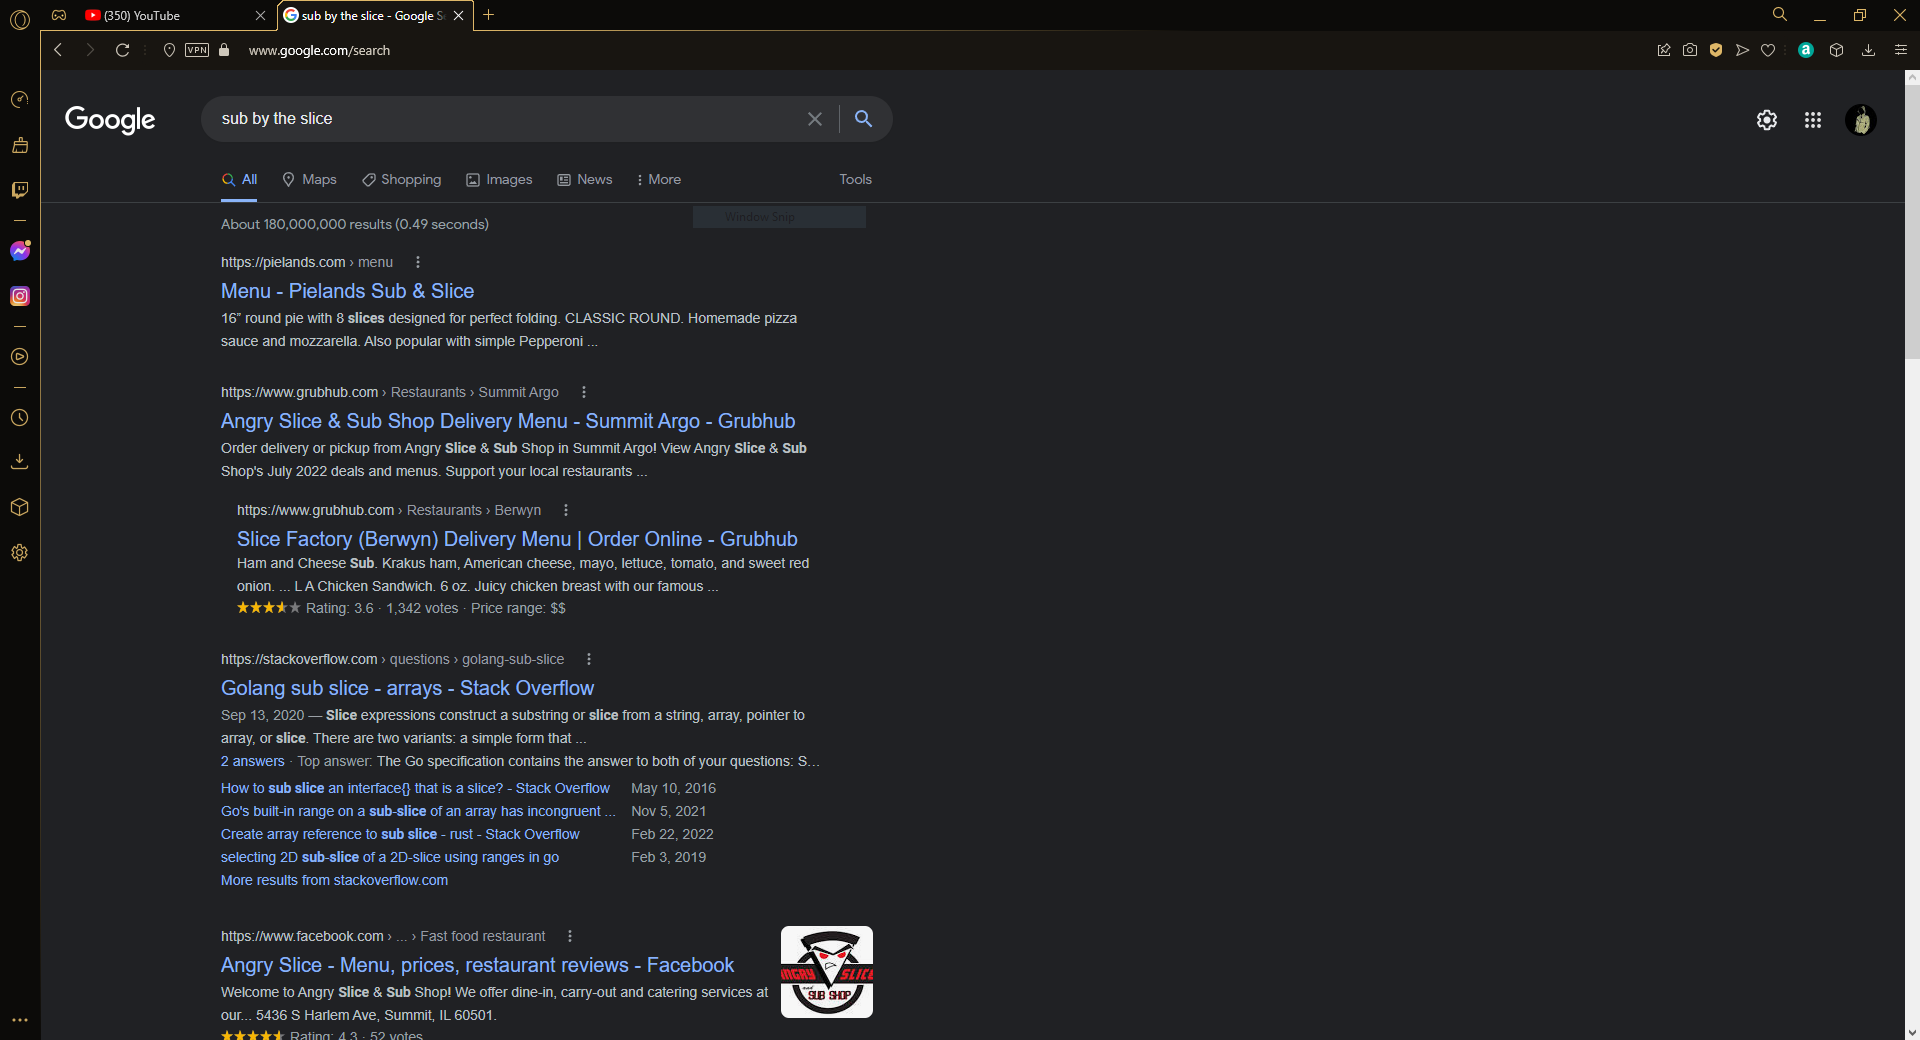 (350) YouTube
sub by the slice - Google S
VPN
www.google.com/search
a
Google
sub by the slice
All
Maps
Shopping
Images
News
More
Tools
About 180,000,000 results (0.49 seconds)
Window Snip
https://pielands.com › menu
Menu - Pielands Sub & Slice
16” round pie with 8 slices designed for perfect folding. CLASSIC ROUND. Homemade pizza
sauce and mozzarella. Also popular with simple Pepperoni ...
https://www.grubhub.com › Restaurants › Summit Argo
Angry Slice & Sub Shop Delivery Menu - Summit Argo - Grubhub
Order delivery or pickup from Angry Slice & Sub Shop in Summit Argo! View Angry Slice & Sub
Shop's July 2022 deals and menus. Support your local restaurants ...
https://www.grubhub.com › Restaurants › Berwyn
Slice Factory (Berwyn) Delivery Menu | Order Online - Grubhub
Ham and Cheese Sub. Krakus ham, American cheese, mayo, lettuce, tomato, and sweet red
onion. ... L A Chicken Sandwich. 6 oz. Juicy chicken breast with our famous ...
Rating: 3.6 · 1,342 votes · Price range: $$
https://stackoverflow.com › questions › golang-sub-slice
Golang sub slice - arrays - Stack Overflow
Sep 13, 2020 — Slice expressions construct a substring or slice from a string, array, pointer to
array, or slice. There are two variants: a simple form that ...
2 answers · Top answer: The Go specification contains the answer to both of your questions: S...
How to sub slice an interface{} that is a slice? - Stack Overflow May 10, 2016
Go's built-in range on a sub-slice of an array has incongruent ... Nov 5, 2021
Create array reference to sub slice - rust - Stack Overflow Feb 22, 2022
selecting 2D sub-slice of a 2D-slice using ranges in go Feb 3, 2019
More results from stackoverflow.com
https://www.facebook.com › ... › Fast food restaurant
Angry Slice - Menu, prices, restaurant reviews - Facebook
Welcome to Angry Slice & Sub Shop! We offer dine-in, carry-out and catering services at
our... 5436 S Harlem Ave, Summit, IL 60501.
Rating: 4.3 · 52 votes
ANGRY SLICE
and
SUB SHOP